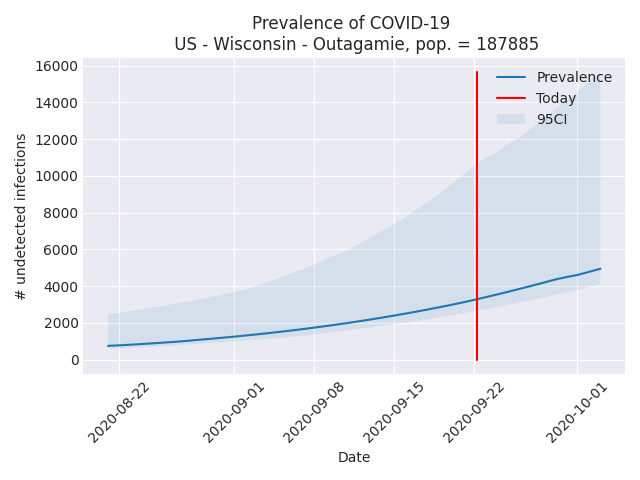 Prevalence of COVID-19
US - Wisconsin - Outagamie, pop. = 187885
16000
14000
12000
10000
8000
6000
4000
2000
0
# undetected infections
Prevalence
Today
95CI
2020-08-22
2020-09-01
2020-09-08
2020-09-15
2020-09-22
2020-10-01
Date